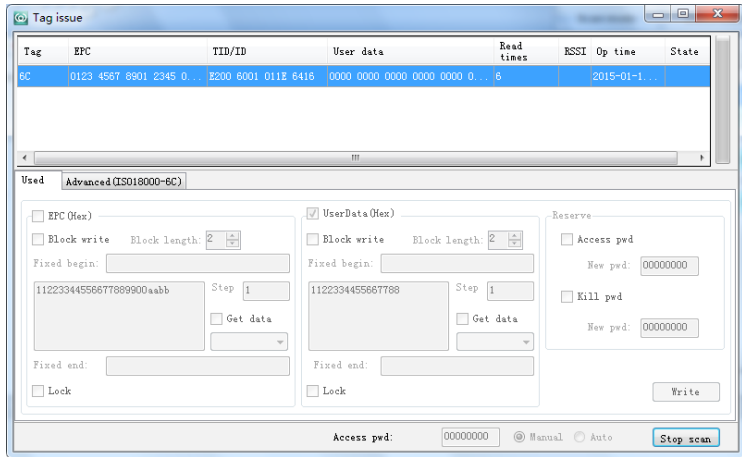 Tag issue
Tag EPC TID/ID User data Read times RSSI Op time State
6C 0123 4567 8901 2345 0... E200 6001 011E 6416 0000 0000 0000 0000 0000 0... 6 2015-01-1...
Used Advanced(ISO18000-6C)
EPC(Hex) UserData(Hex) Reserve
Block write Block length: 2 Block write Block length: 2 Access pwd
Fixed begin: Fixed begin: New pwd: 00000000
11223344556677889900aabb Step 1 1122334455667788 Step 1 Kill pwd
Get data Get data New pwd: 00000000
Fixed end: Fixed end:
Lock Lock Write
Access pwd: 00000000 Manual Auto Stop scan